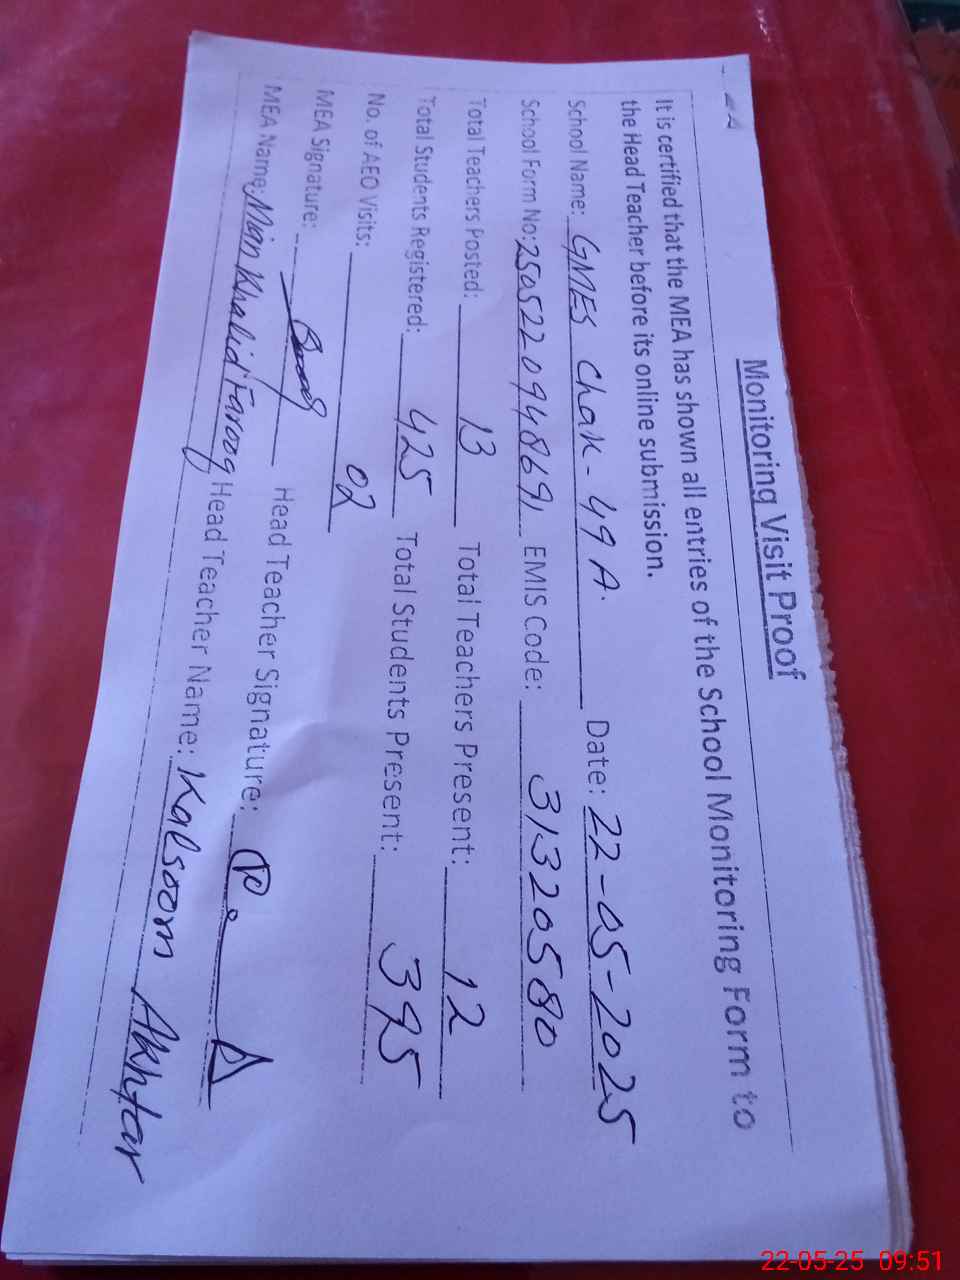 Monitoring Visit Proof
It is certified that the MEA has shown all entries of the School Monitoring Form to
the Head Teacher before its online submission.
School Name: GMES Chak-49A. Date: 22-05-2025
School Form No: 250522094869１ EMIS Code: 31320580
Total Teachers Posted: 13 Total Teachers Present: 12
Total Students Registered: 425 Total Students Present: 395
No. of AEO Visits: 02
MEA Signature: Head Teacher Signature:
MEA Name: Mian Khalid Farooq Head Teacher Name: Kalsoom Akhtar
22-05-25 09:51